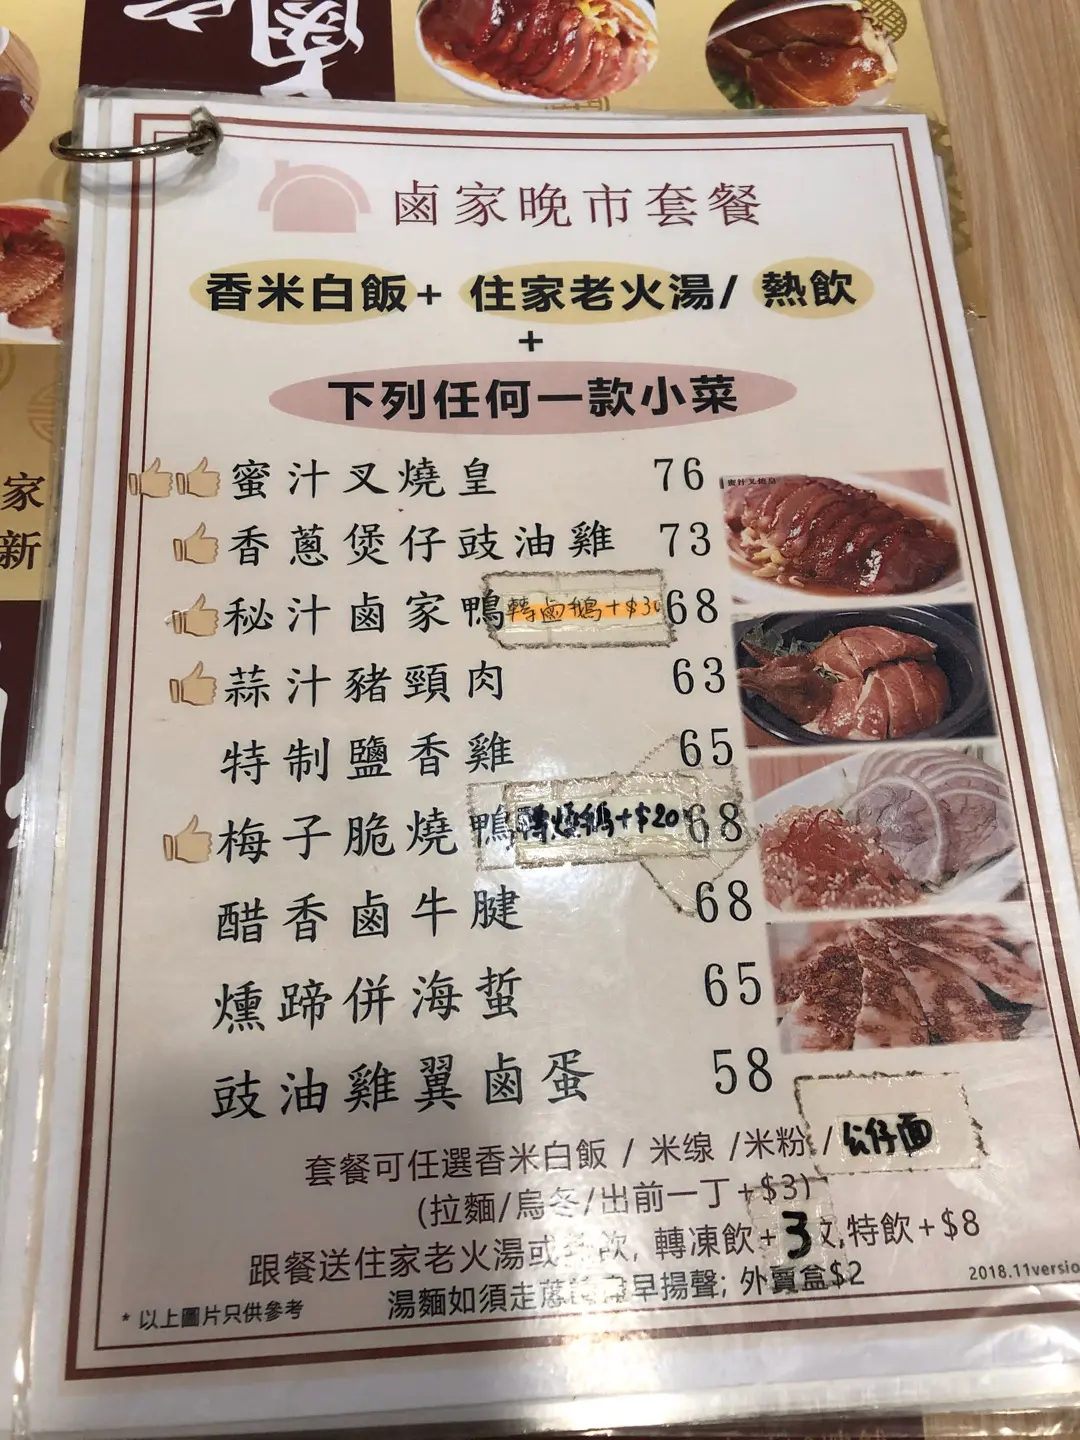 鹵家晚市套餐
香米白飯+ 住家老火湯/ 熱飲
+
下列任何一款小菜
蜜汁叉燒皇 76
香蔥煲仔豉油雞 73
秘汁鹵家鴨 轉鹵鵝+$30 68
蒜汁豬頸肉 63
特制鹽香雞 65
梅子脆燒鴨 轉燒鵝+$20 68
醋香鹵牛腱 68
燻蹄併海蜇 65
豉油雞翼鹵蛋 58
套餐可任選香米白飯 / 米線 /米粉 / 公仔面
(拉麵/烏冬/出前一丁+$3)
跟餐送住家老火湯或 飲, 轉凍飲+3 ,特飲+$8
湯麵如須走 早揚聲; 外賣盒$2
2018.11versio
* 以上圖片只供參考
家
新